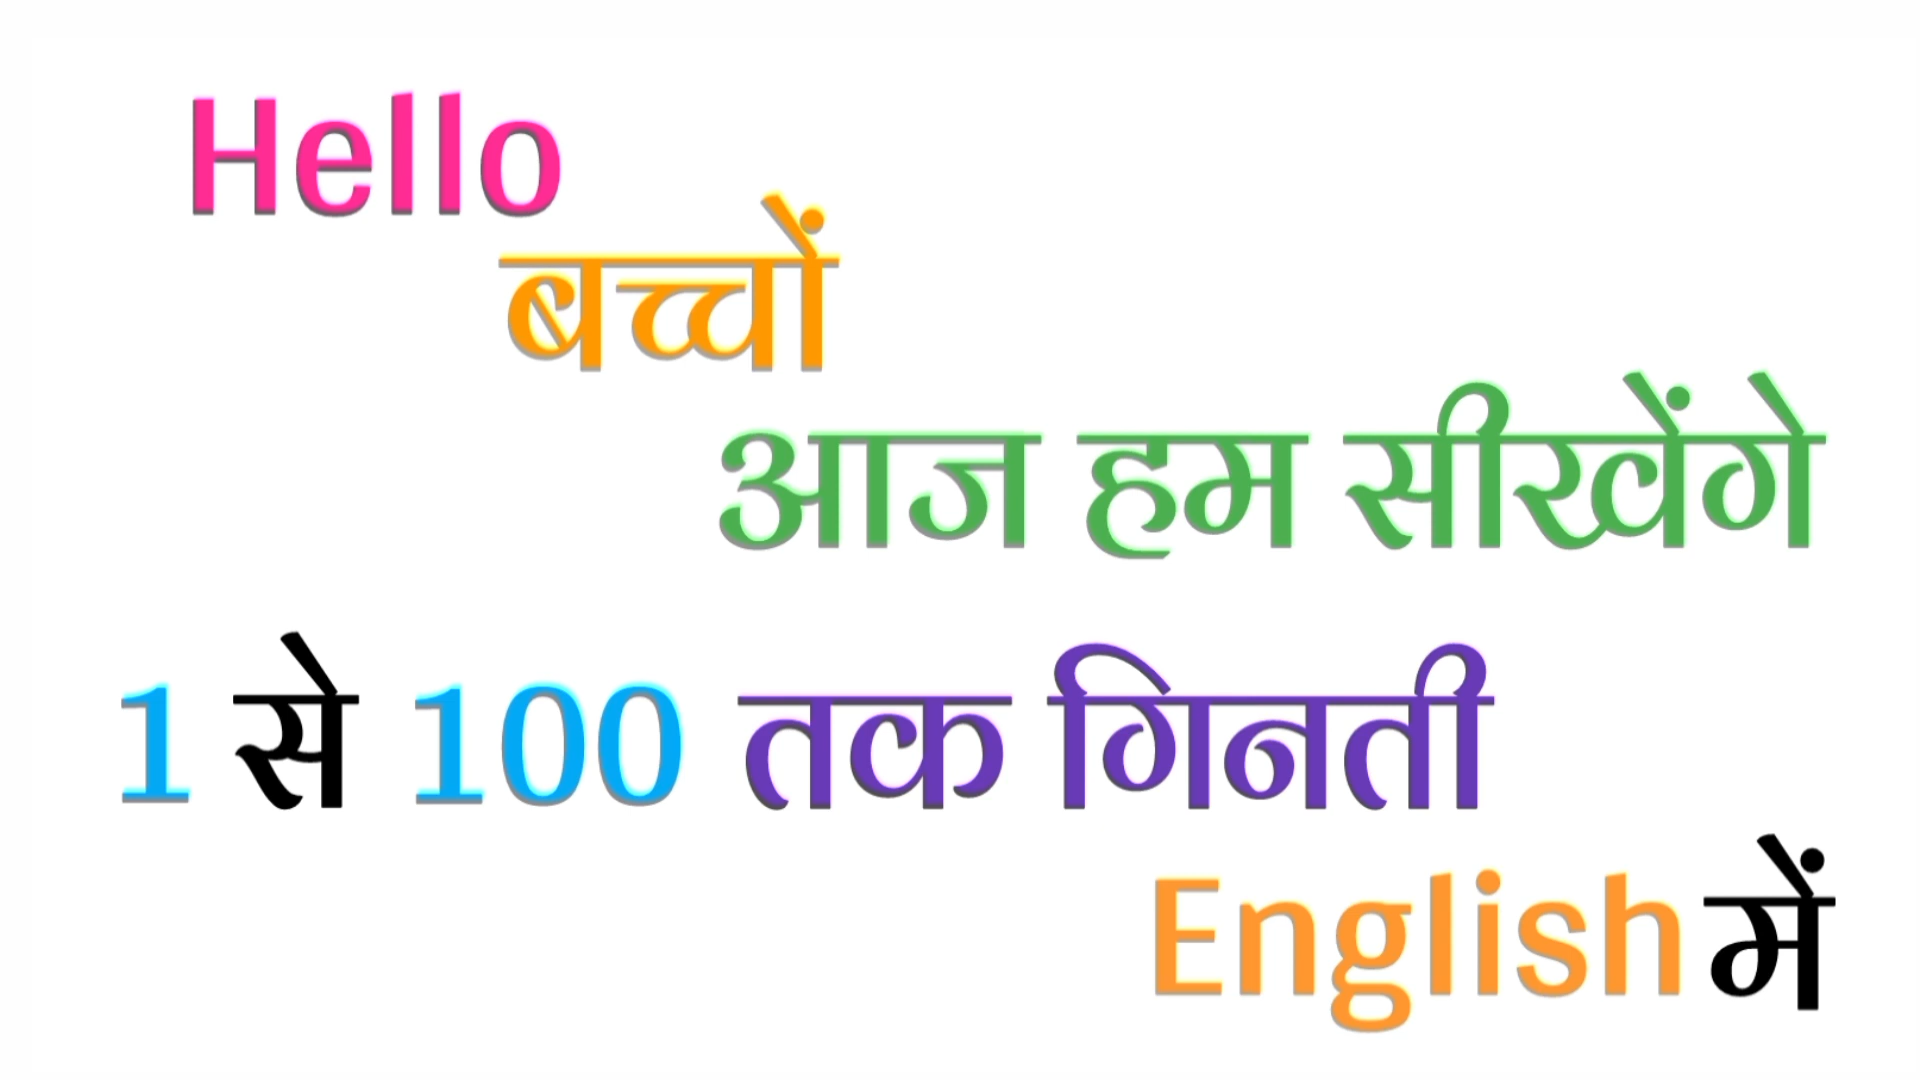 Hello
बच्चों
आज हम सीखेंगे
1 से 100 तक गिनती
English में